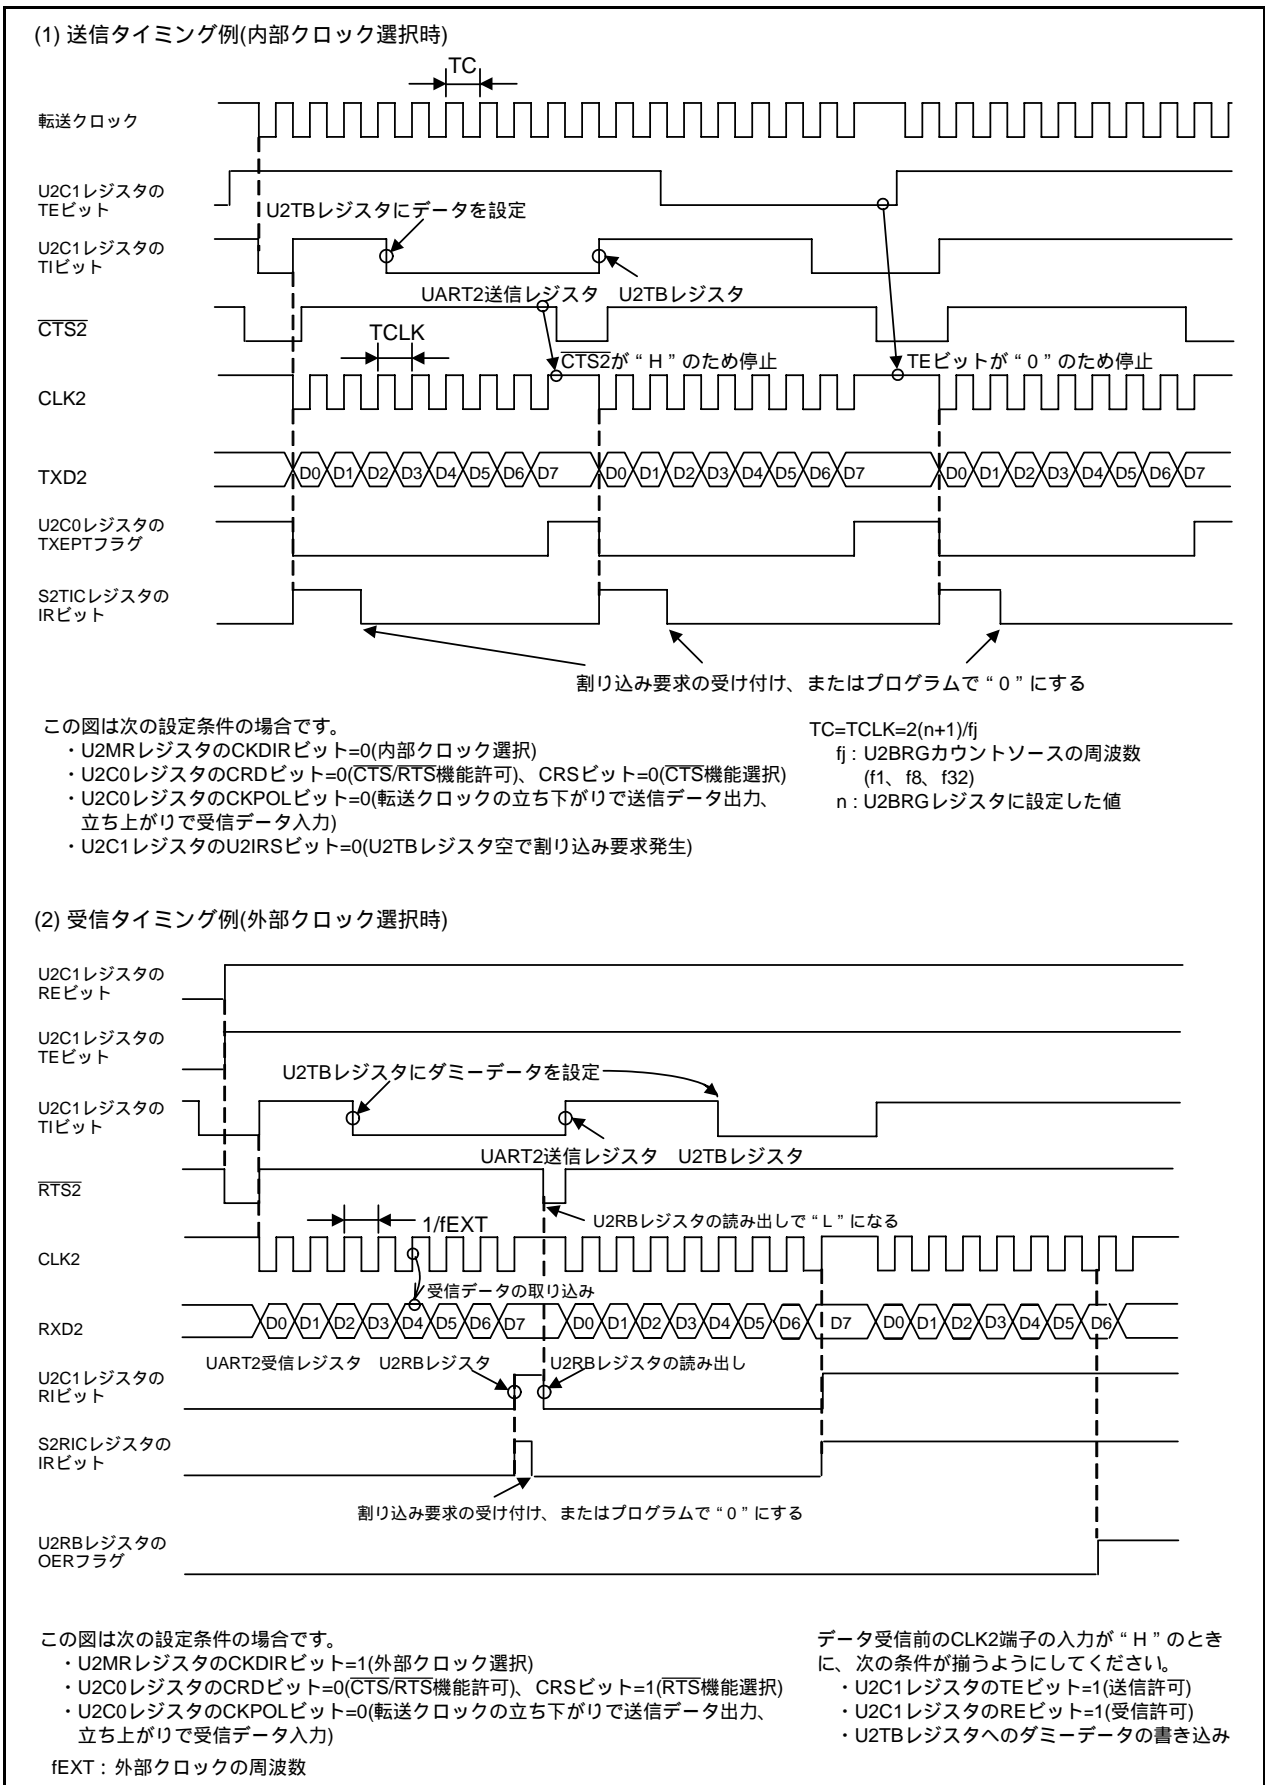 (1) 送信タイミング例(内部クロック選択時)
TC
転送クロック
U2C1レジスタの
TEビット
U2TBレジスタにデータを設定
U2C1レジスタの
TIビット
UART2送信レジスタ U2TBレジスタ
CTS2
TCLK
CTS2が“H”のため停止
TEビットが“0”のため停止
CLK2
TXD2
D0 D1 D2 D3 D4 D5 D6 D7 D0 D1 D2 D3 D4 D5 D6 D7 D0 D1 D2 D3 D4 D5 D6 D7
U2C0レジスタの
TXEPTフラグ
S2TICレジスタの
IRビット
割り込み要求の受け付け、またはプログラムで“0”にする
この図は次の設定条件の場合です。
・U2MRレジスタのCKDIRビット=0(内部クロック選択)
・U2C0レジスタのCRDビット=0(CTS/RTS機能許可)、CRSビット=0(CTS機能選択)
・U2C0レジスタのCKPOLビット=0(転送クロックの立ち下がりで送信データ出力、
立ち上がりで受信データ入力)
・U2C1レジスタのU2IRSビット=0(U2TBレジスタ空で割り込み要求発生)
TC=TCLK=2(n+1)/fj
fj : U2BRGカウントソースの周波数
(f1、f8、f32)
n : U2BRGレジスタに設定した値
(2) 受信タイミング例(外部クロック選択時)
U2C1レジスタの
REビット
U2C1レジスタの
TEビット
U2TBレジスタにダミーデータを設定
U2C1レジスタの
TIビット
UART2送信レジスタ U2TBレジスタ
RTS2
1/fEXT
U2RBレジスタの読み出しで“L”になる
CLK2
受信データの取り込み
RXD2
D0 D1 D2 D3 D4 D5 D6 D7 D0 D1 D2 D3 D4 D5 D6 D7 D0 D1 D2 D3 D4 D5 D6
UART2受信レジスタ U2RBレジスタ
U2RBレジスタの読み出し
U2C1レジスタの
RIビット
S2RICレジスタの
IRビット
割り込み要求の受け付け、またはプログラムで“0”にする
U2RBレジスタの
OERフラグ
この図は次の設定条件の場合です。
・U2MRレジスタのCKDIRビット=1(外部クロック選択)
・U2C0レジスタのCRDビット=0(CTS/RTS機能許可)、CRSビット=1(RTS機能選択)
・U2C0レジスタのCKPOLビット=0(転送クロックの立ち下がりで送信データ出力、
立ち上がりで受信データ入力)
fEXT : 外部クロックの周波数
データ受信前のCLK2端子の入力が“H”のとき
に、次の条件が揃うようにしてください。
・U2C1レジスタのTEビット=1(送信許可)
・U2C1レジスタのREビット=1(受信許可)
・U2TBレジスタへのダミーデータの書き込み